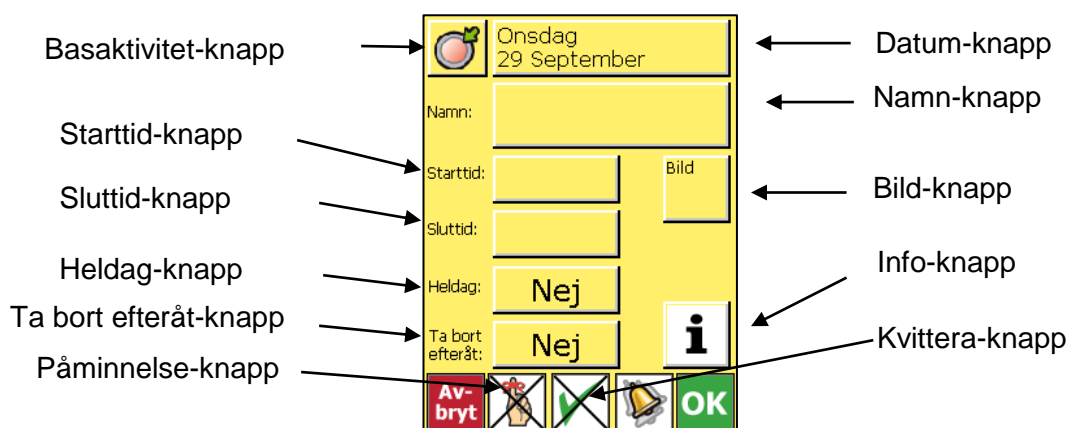 Basaktivitet-knapp
Starttid-knapp
Sluttid-knapp
Heldag-knapp
Ta bort efteråt-knapp
Påminnelse-knapp
Onsdag
29 September
Namn:
Starttid:
Bild
Sluttid:
Heldag:
Nej
Ta bort
efteråt:
Nej
i
Av-
bryt
OK
Datum-knapp
Namn-knapp
Bild-knapp
Info-knapp
Kvittera-knapp